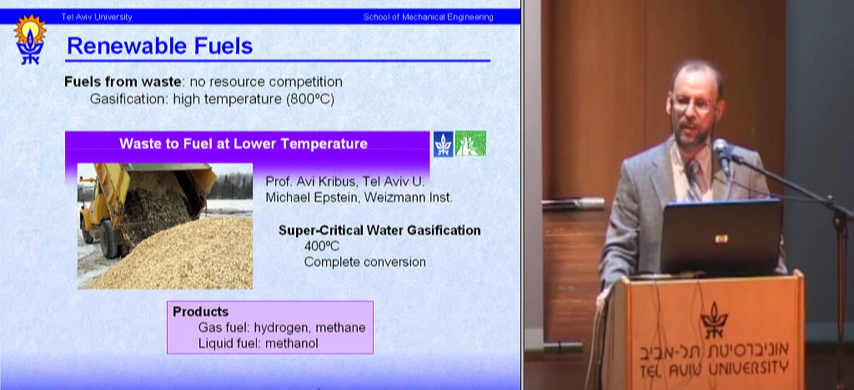 Tel Aviv University
School of Mechanical Engineering
Renewable Fuels
Fuels from waste: no resource competition
Gasification: high temperature (800ºC)
Waste to Fuel at Lower Temperature
Prof. Avi Kribus, Tel Aviv U.
Michael Epstein, Weizmann Inst.
Super-Critical Water Gasification
400ºC
Complete conversion
Products
Gas fuel: hydrogen, methane
Liquid fuel: methanol
hp
אוניברסיטת תל-אביב
TEL AVIV UNIVERSITY